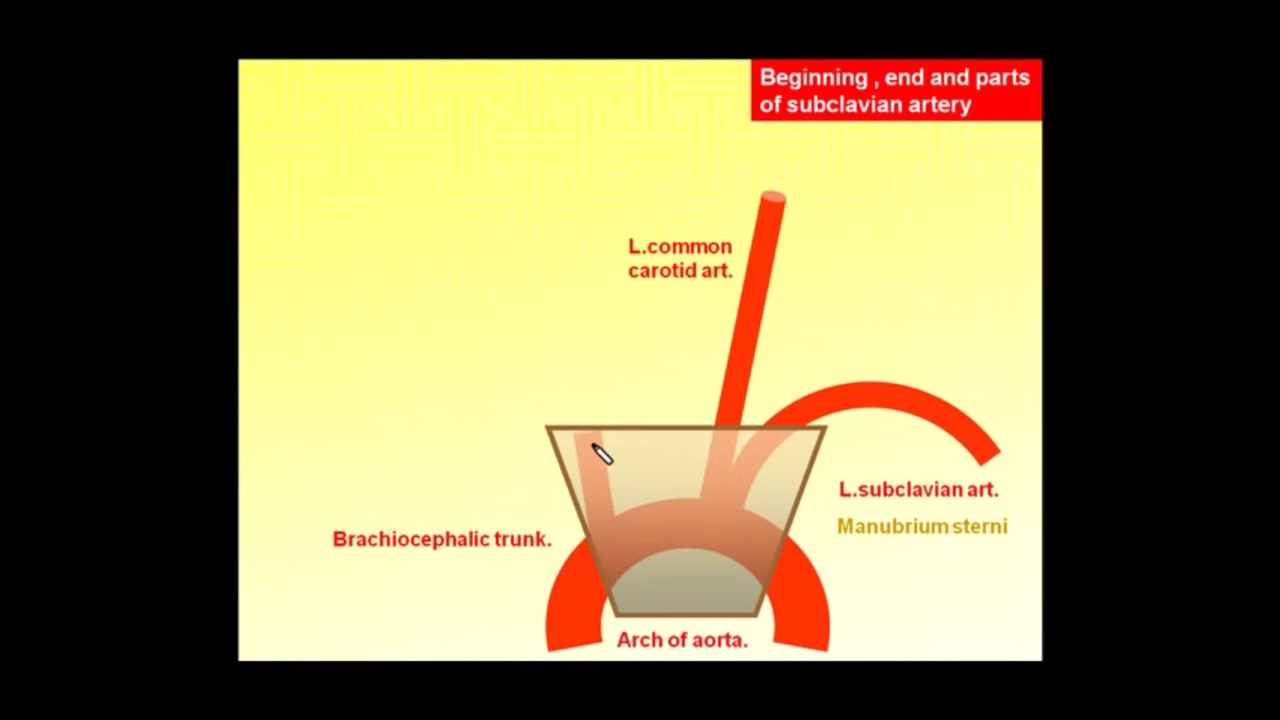 Beginning , end and parts
of subclavian artery
L.common
carotid art.
L.subclavian art.
Manubrium sterni
Brachiocephalic trunk.
Arch of aorta.